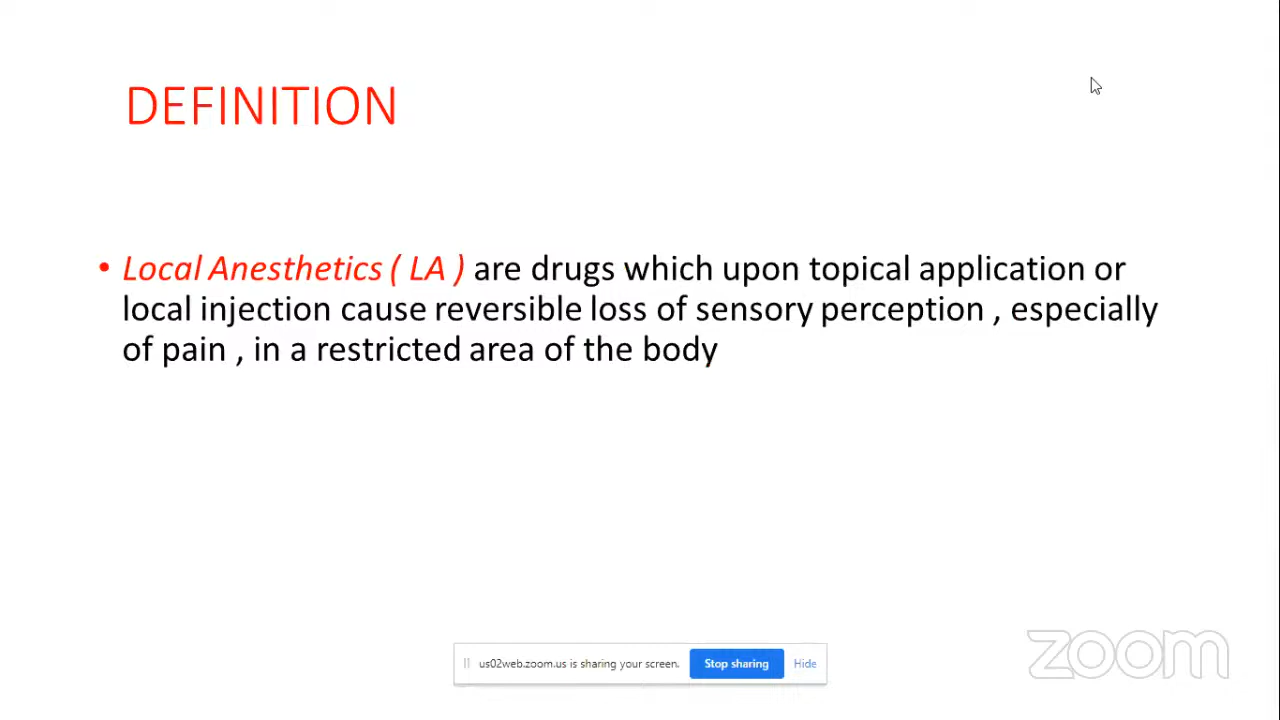 DEFINITION
• Local Anesthetics ( LA ) are drugs which upon topical application or
local injection cause reversible loss of sensory perception , especially
of pain , in a restricted area of the body
us02web.zoom.us is sharing your screen. Stop sharing Hide
zoom